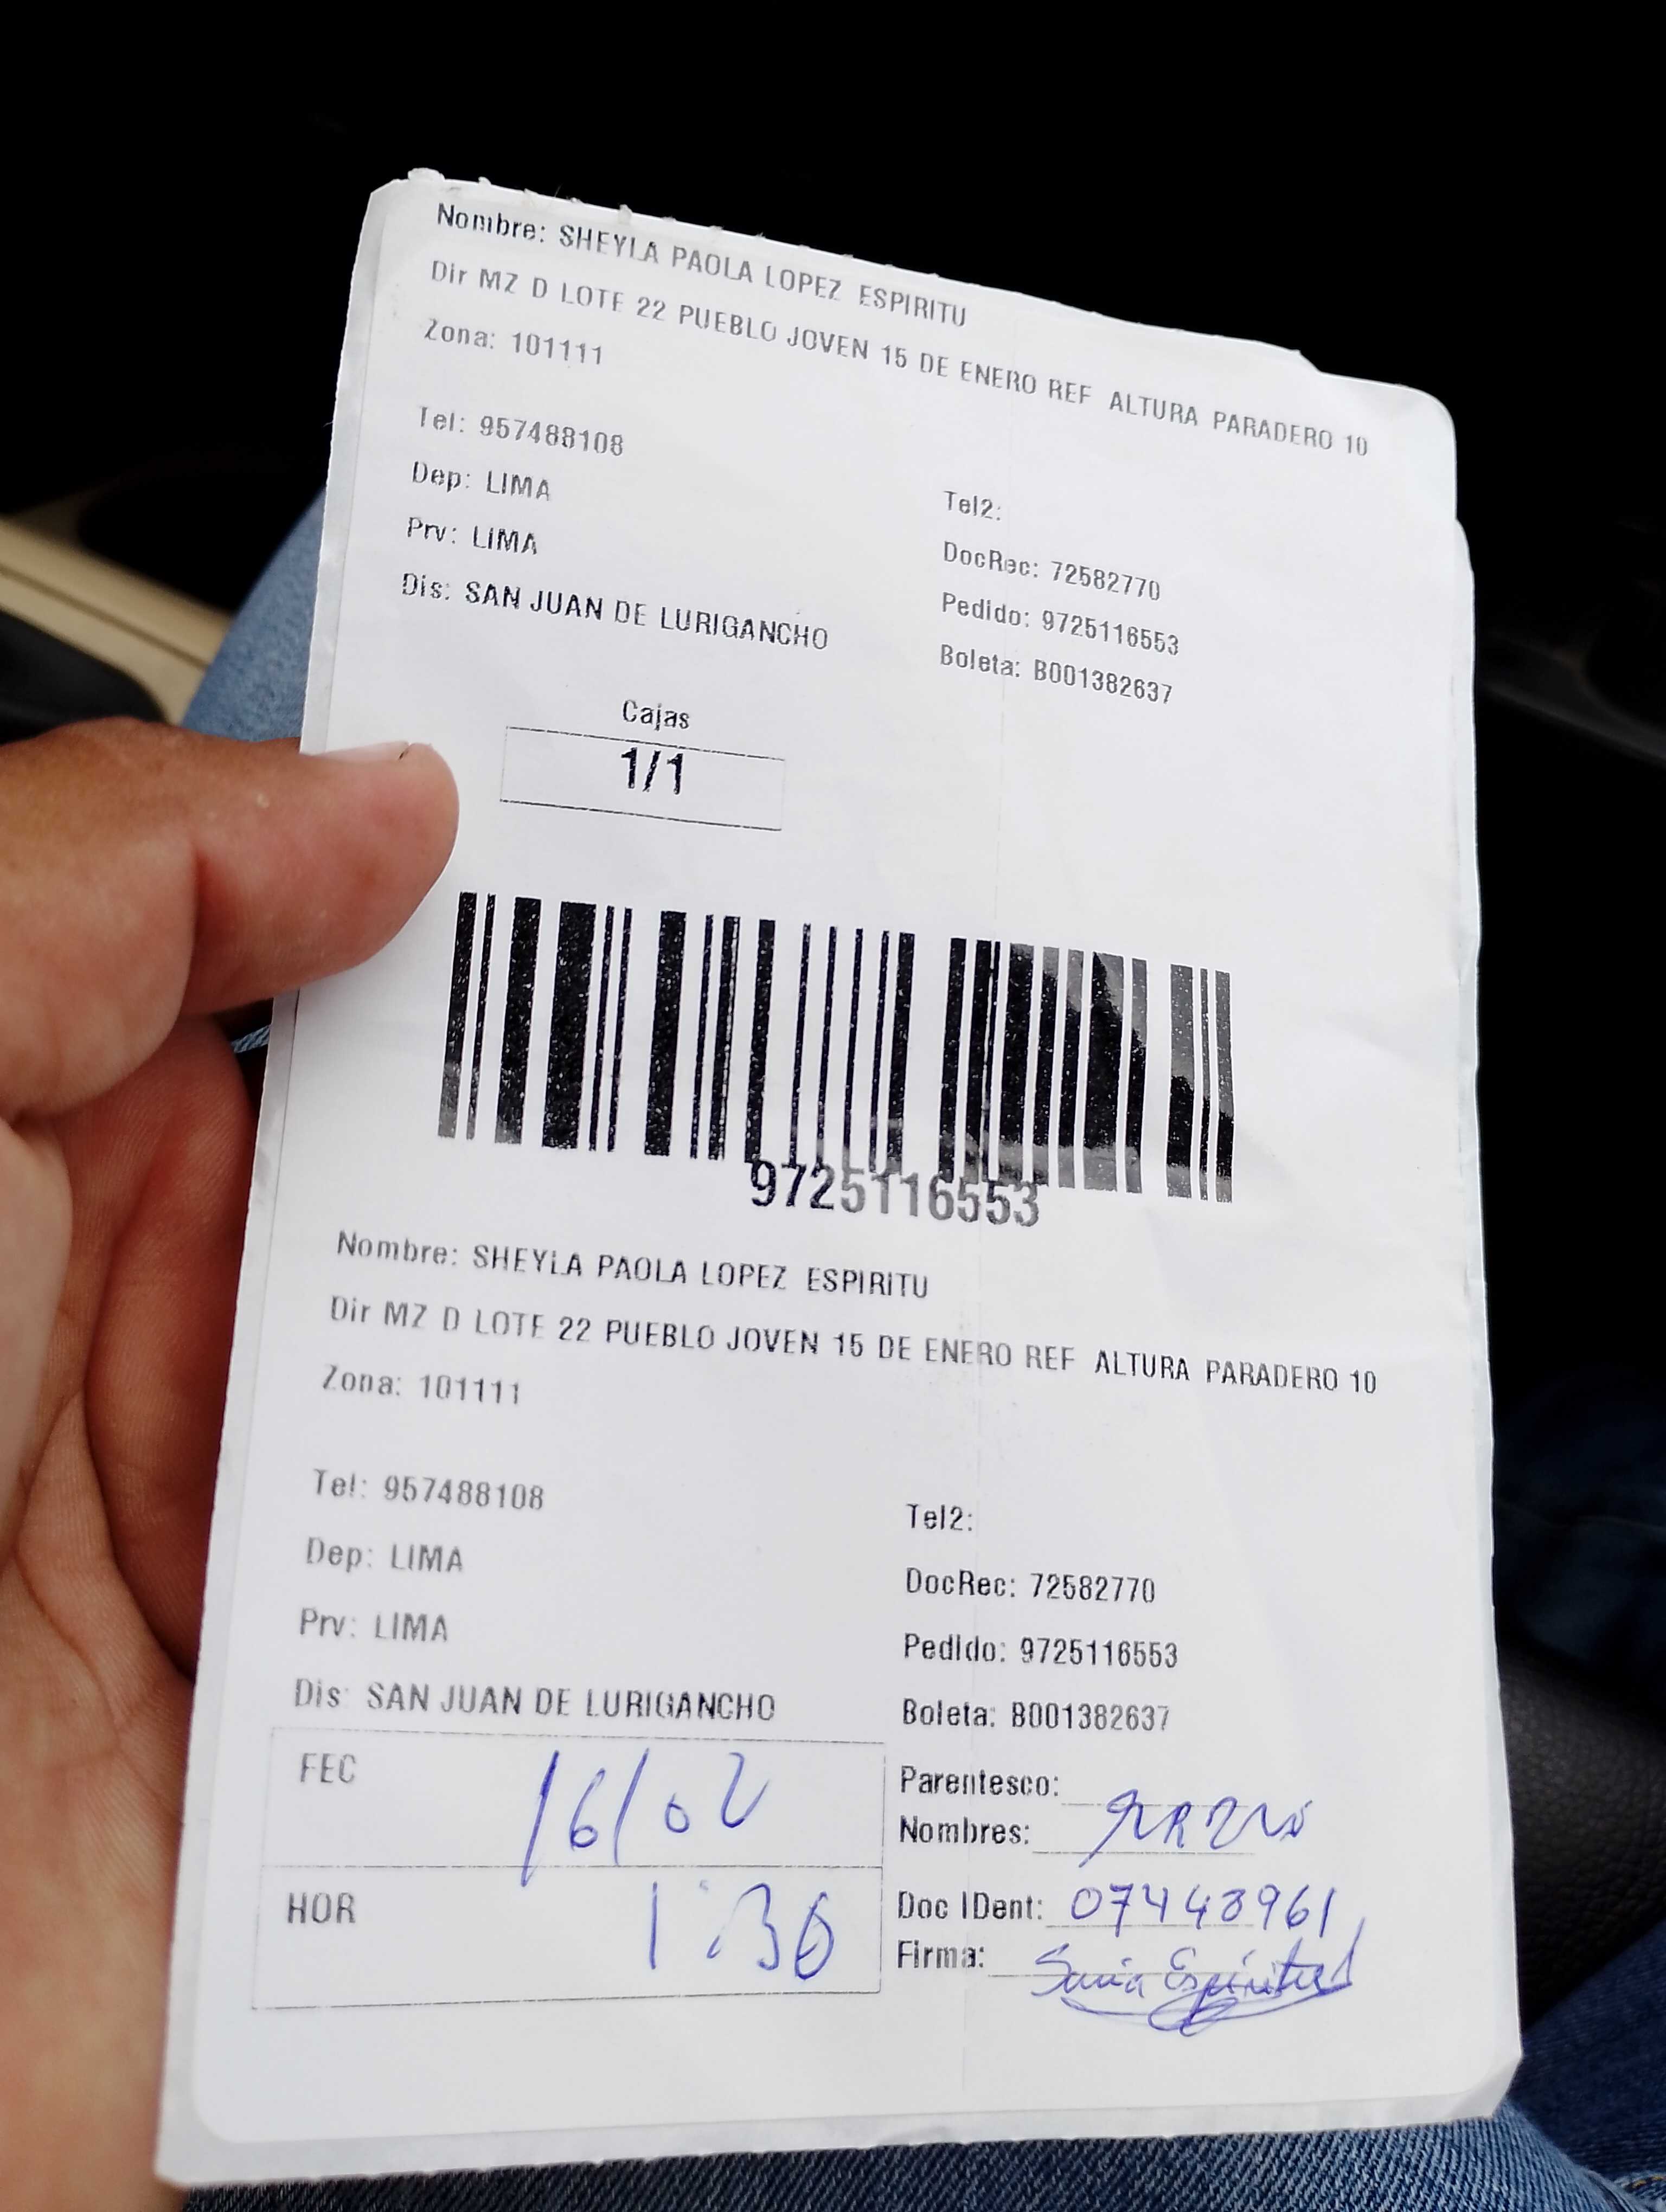 Nombre: SHEYLA PAOLA LOPEZ ESPIRITU
Dir MZ D LOTE 22 PUEBLO JOVEN 15 DE ENERO REF ALTURA PARADERO 10
Zona: 101111
Tel: 957488108
Tel2:
Dep: LIMA
DocRec: 72582770
Prv: LIMA
Pedido: 9725116553
Dis: SAN JUAN DE LURIGANCHO
Boleta: B001382637
Cajas
1/1
9725116553
Nombre: SHEYLA PAOLA LOPEZ ESPIRITU
Dir MZ D LOTE 22 PUEBLO JOVEN 15 DE ENERO REF ALTURA PARADERO 10
Zona: 101111
Tel: 957488108
Tel2:
Dep: LIMA
DocRec: 72582770
Prv: LIMA
Pedido: 9725116553
Dis: SAN JUAN DE LURIGANCHO
Boleta: B001382637
FEC 16/02
Parentesco:
Nombres:
HOR 1:30
Doc IDent: 07443961
Firma: Espiritu